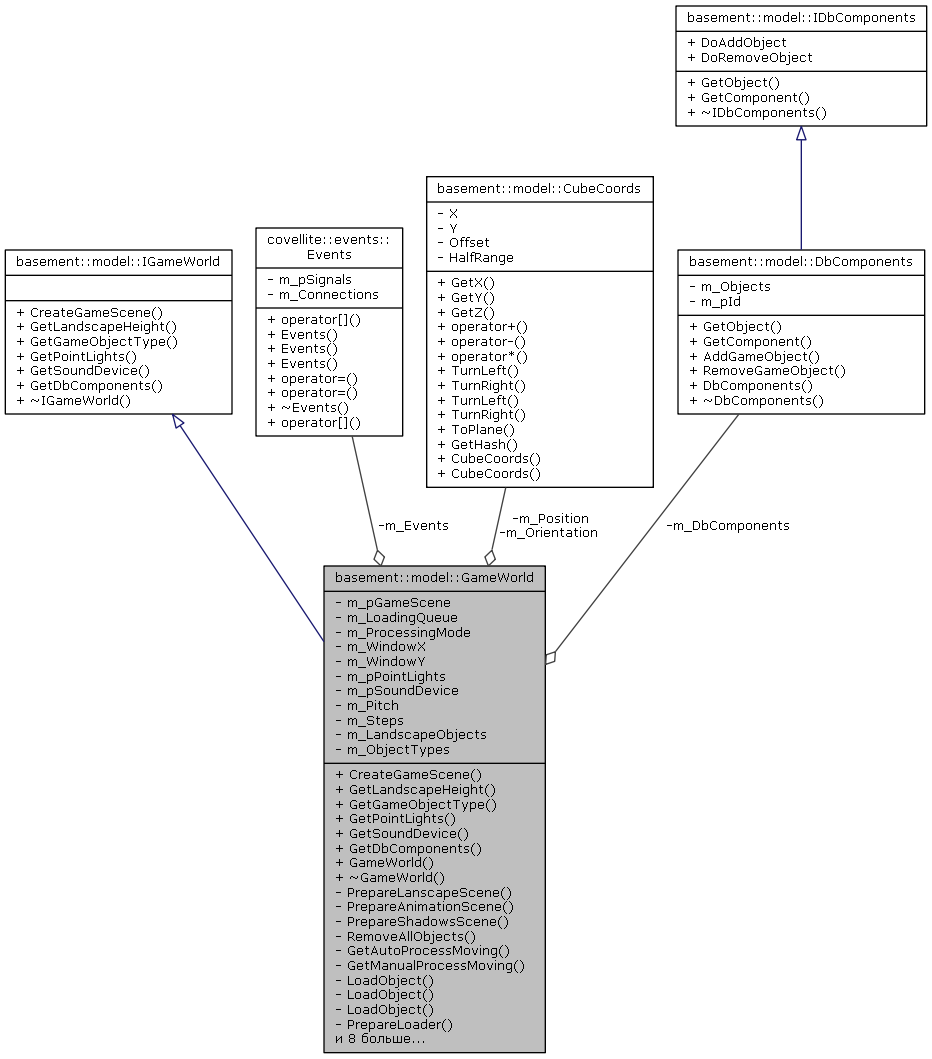 basement::model::IDbComponents
+ DoAddObject
+ DoRemoveObject
+ GetObject()
+ GetComponent()
+ ~IDbComponents()
basement::model::CubeCoords
- X
- Y
- Offset
- HalfRange
+ GetX()
+ GetY()
+ GetZ()
+ operator+()
+ operator-()
+ operator*()
+ TurnLeft()
+ TurnRight()
+ TurnLeft()
+ TurnRight()
+ ToPlane()
+ GetHash()
+ CubeCoords()
+ CubeCoords()
covellite::events::
Events
- m_pSignals
- m_Connections
+ operator[]()
+ Events()
+ Events()
+ Events()
+ operator=()
+ operator=()
+ ~Events()
+ operator[]()
basement::model::IGameWorld
+ CreateGameScene()
+ GetLandscapeHeight()
+ GetGameObjectType()
+ GetPointLights()
+ GetSoundDevice()
+ GetDbComponents()
+ ~IGameWorld()
basement::model::DbComponents
- m_Objects
- m_pId
+ GetObject()
+ GetComponent()
+ AddGameObject()
+ RemoveGameObject()
+ DbComponents()
+ ~DbComponents()
-m_Events
-m_Position
-m_Orientation
-m_DbComponents
basement::model::GameWorld
- m_pGameScene
- m_LoadingQueue
- m_ProcessingMode
- m_WindowX
- m_WindowY
- m_pPointLights
- m_pSoundDevice
- m_Pitch
- m_Steps
- m_LandscapeObjects
- m_ObjectTypes
+ CreateGameScene()
+ GetLandscapeHeight()
+ GetGameObjectType()
+ GetPointLights()
+ GetSoundDevice()
+ GetDbComponents()
+ GameWorld()
+ ~GameWorld()
- PrepareLanscapeScene()
- PrepareAnimationScene()
- PrepareShadowsScene()
- RemoveAllObjects()
- GetAutoProcessMoving()
- GetManualProcessMoving()
- LoadObject()
- LoadObject()
- LoadObject()
- PrepareLoader()
и 8 больше...